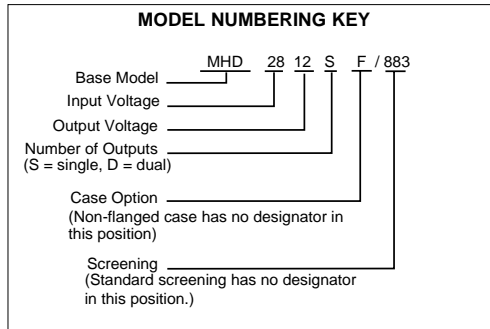 MODEL NUMBERING KEY
MHD 28 12 S F / 883
Base Model
Input Voltage
Output Voltage
Number of Outputs
(S = single, D = dual)
Case Option
(Non-flanged case has no designator in
this position)
Screening
(Standard screening has no designator
in this position.)